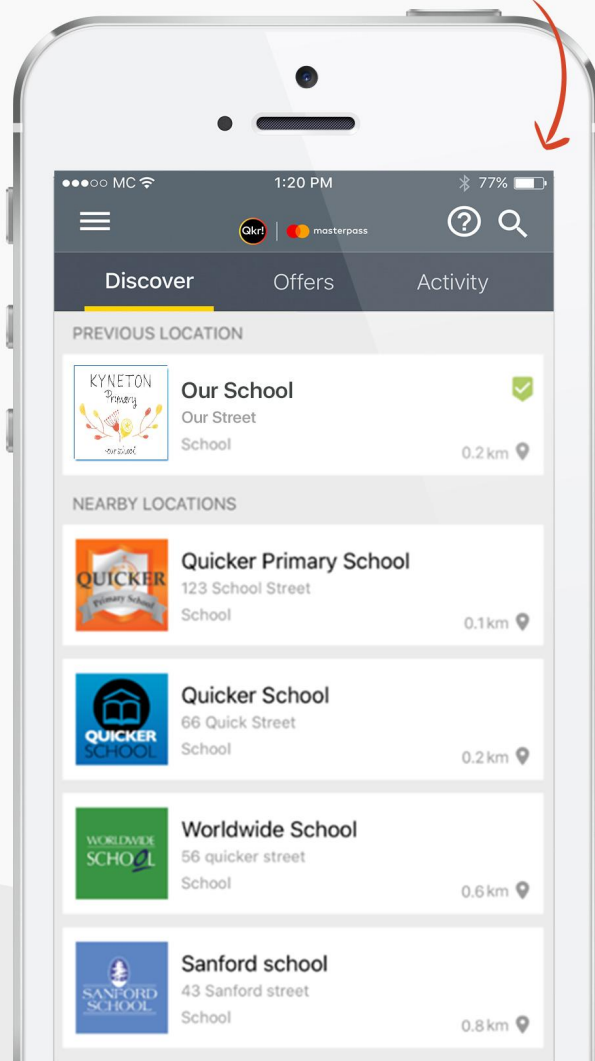 MC 1:20 PM 77%
Qkr! masterpass
Discover Offers Activity
PREVIOUS LOCATION
KYNETON
Primary
our school
Our School
Our Street
School
0.2 km
NEARBY LOCATIONS
QUICKER
Primary School
Quicker Primary School
123 School Street
School
0.1 km
QUICKER
SCHOOL
Quicker School
66 Quick Street
School
0.2 km
WORLDWIDE
SCHOOL
Worldwide School
56 quicker street
School
0.6 km
SANFORD
SCHOOL
Sanford school
43 Sanford street
School
0.8 km